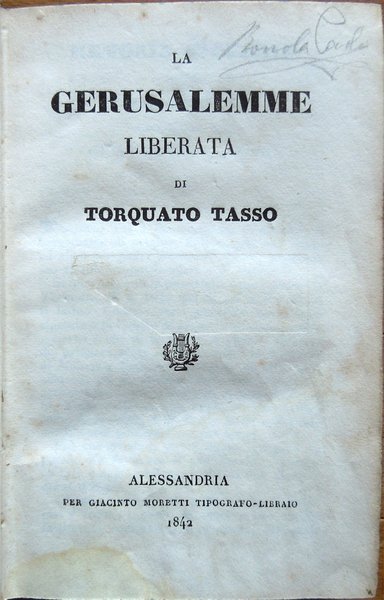 LA
GERUSALEMME
LIBERATA
DI
TORQUATO TASSO
ALESSANDRIA
PER GIACINTO MORETTI TIPOGRAFO-LIBRAIO
1842